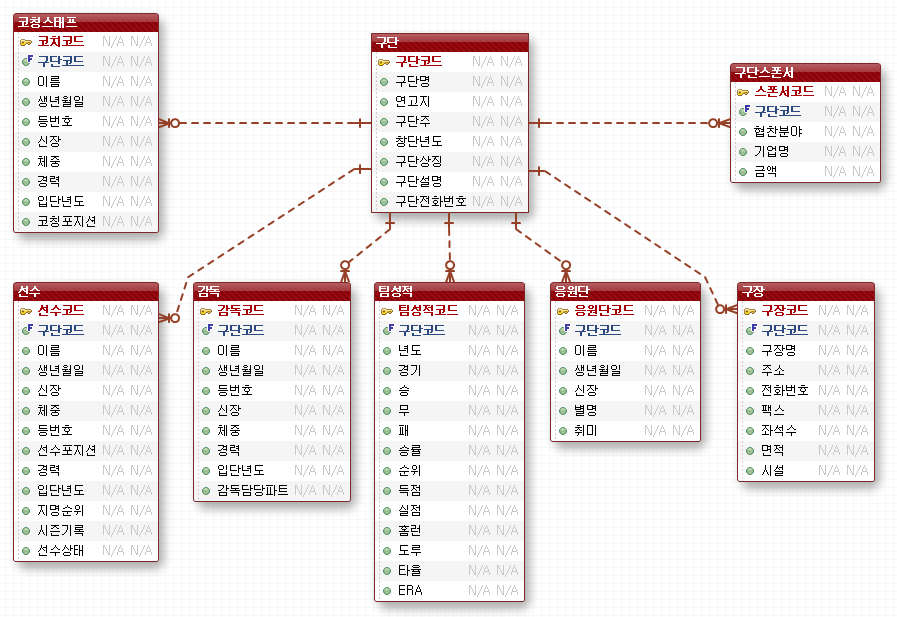 코칭스태프
코치코드 N/A N/A
구단코드 N/A N/A
이름 N/A N/A
생년월일 N/A N/A
등번호 N/A N/A
신장 N/A N/A
체중 N/A N/A
경력 N/A N/A
입단년도 N/A N/A
코칭포지션 N/A N/A
구단
구단코드 N/A N/A
구단명 N/A N/A
연고지 N/A N/A
구단주 N/A N/A
창단년도 N/A N/A
구단상징 N/A N/A
구단설명 N/A N/A
구단전화번호 N/A N/A
구단스폰서
스폰서코드 N/A N/A
구단코드 N/A N/A
협찬분야 N/A N/A
기업명 N/A N/A
금액 N/A N/A
선수
선수코드 N/A N/A
구단코드 N/A N/A
이름 N/A N/A
생년월일 N/A N/A
신장 N/A N/A
체중 N/A N/A
등번호 N/A N/A
선수포지션 N/A N/A
경력 N/A N/A
입단년도 N/A N/A
지명순위 N/A N/A
시즌기록 N/A N/A
선수상태 N/A N/A
감독
감독코드 N/A N/A
구단코드 N/A N/A
이름 N/A N/A
생년월일 N/A N/A
등번호 N/A N/A
신장 N/A N/A
체중 N/A N/A
경력 N/A N/A
입단년도 N/A N/A
감독담당파트 N/A N/A
팀성적
팀성적코드 N/A N/A
구단코드 N/A N/A
년도 N/A N/A
경기 N/A N/A
승 N/A N/A
무 N/A N/A
패 N/A N/A
승률 N/A N/A
순위 N/A N/A
득점 N/A N/A
실점 N/A N/A
홈런 N/A N/A
도루 N/A N/A
타율 N/A N/A
ERA N/A N/A
응원단
응원단코드 N/A N/A
구단코드 N/A N/A
이름 N/A N/A
생년월일 N/A N/A
신장 N/A N/A
별명 N/A N/A
취미 N/A N/A
구장
구장코드 N/A N/A
구단코드 N/A N/A
구장명 N/A N/A
주소 N/A N/A
전화번호 N/A N/A
팩스 N/A N/A
좌석수 N/A N/A
면적 N/A N/A
시설 N/A N/A